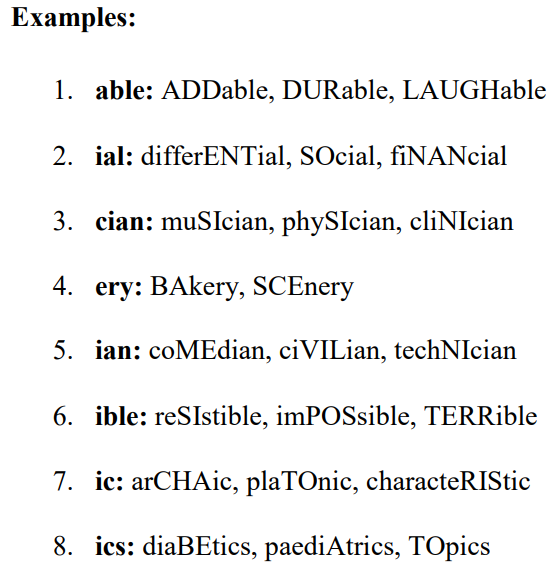 Examples:
1. able: ADDable, DURable, LAUGHable
2. ial: differENTial, SOcial, fiNANcial
3. cian: muSIcian, phySIcian, cliNIcian
4. ery: BAkery, SCEnery
5. ian: coMEdian, ciVILian, techNIcian
6. ible: reSIstible, imPOSsible, TERRible
7. ic: arCHAic, plaTOnic, characteRIStic
8. ics: diaBEtics, paediAtrics, TOpics